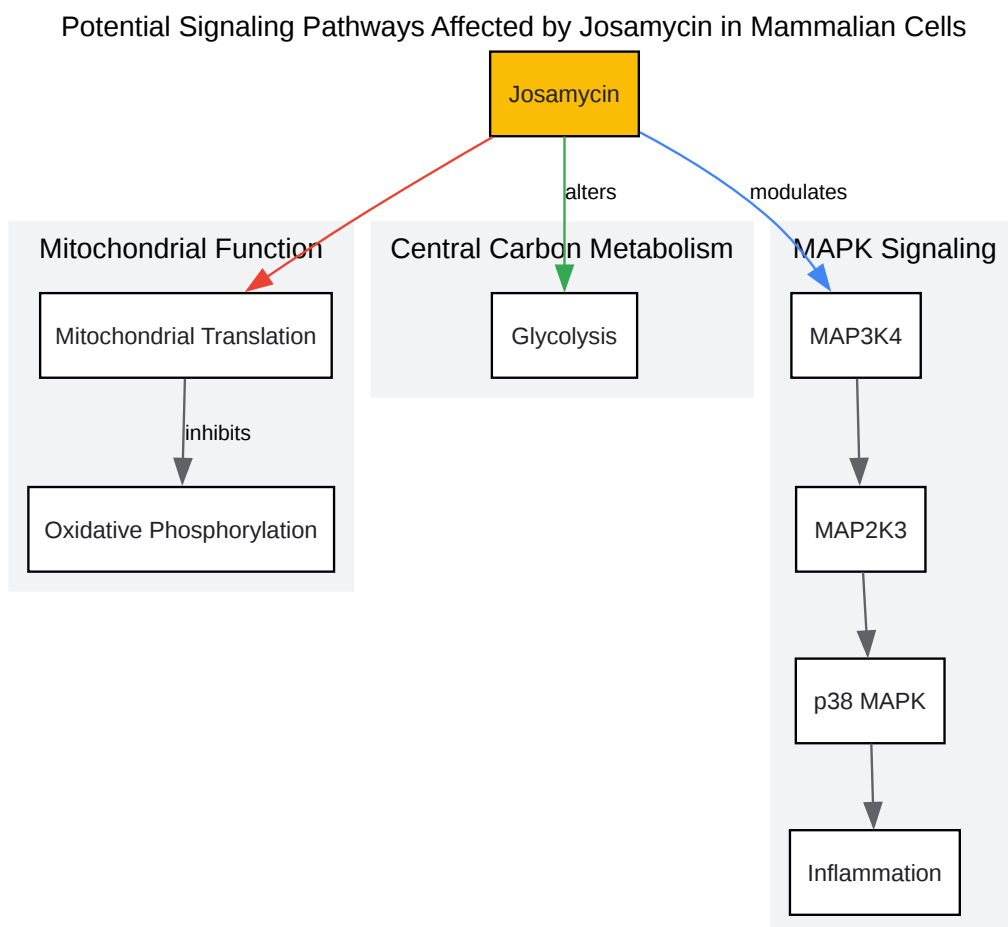 Potential Signaling Pathways Affected by Josamycin in Mammalian Cells
Josamycin
alters
modulates
Mitochondrial Function
Central Carbon Metabolism
MAPK Signaling
Mitochondrial Translation
Glycolysis
MAP3K4
inhibits
Oxidative Phosphorylation
MAP2K3
p38 MAPK
Inflammation